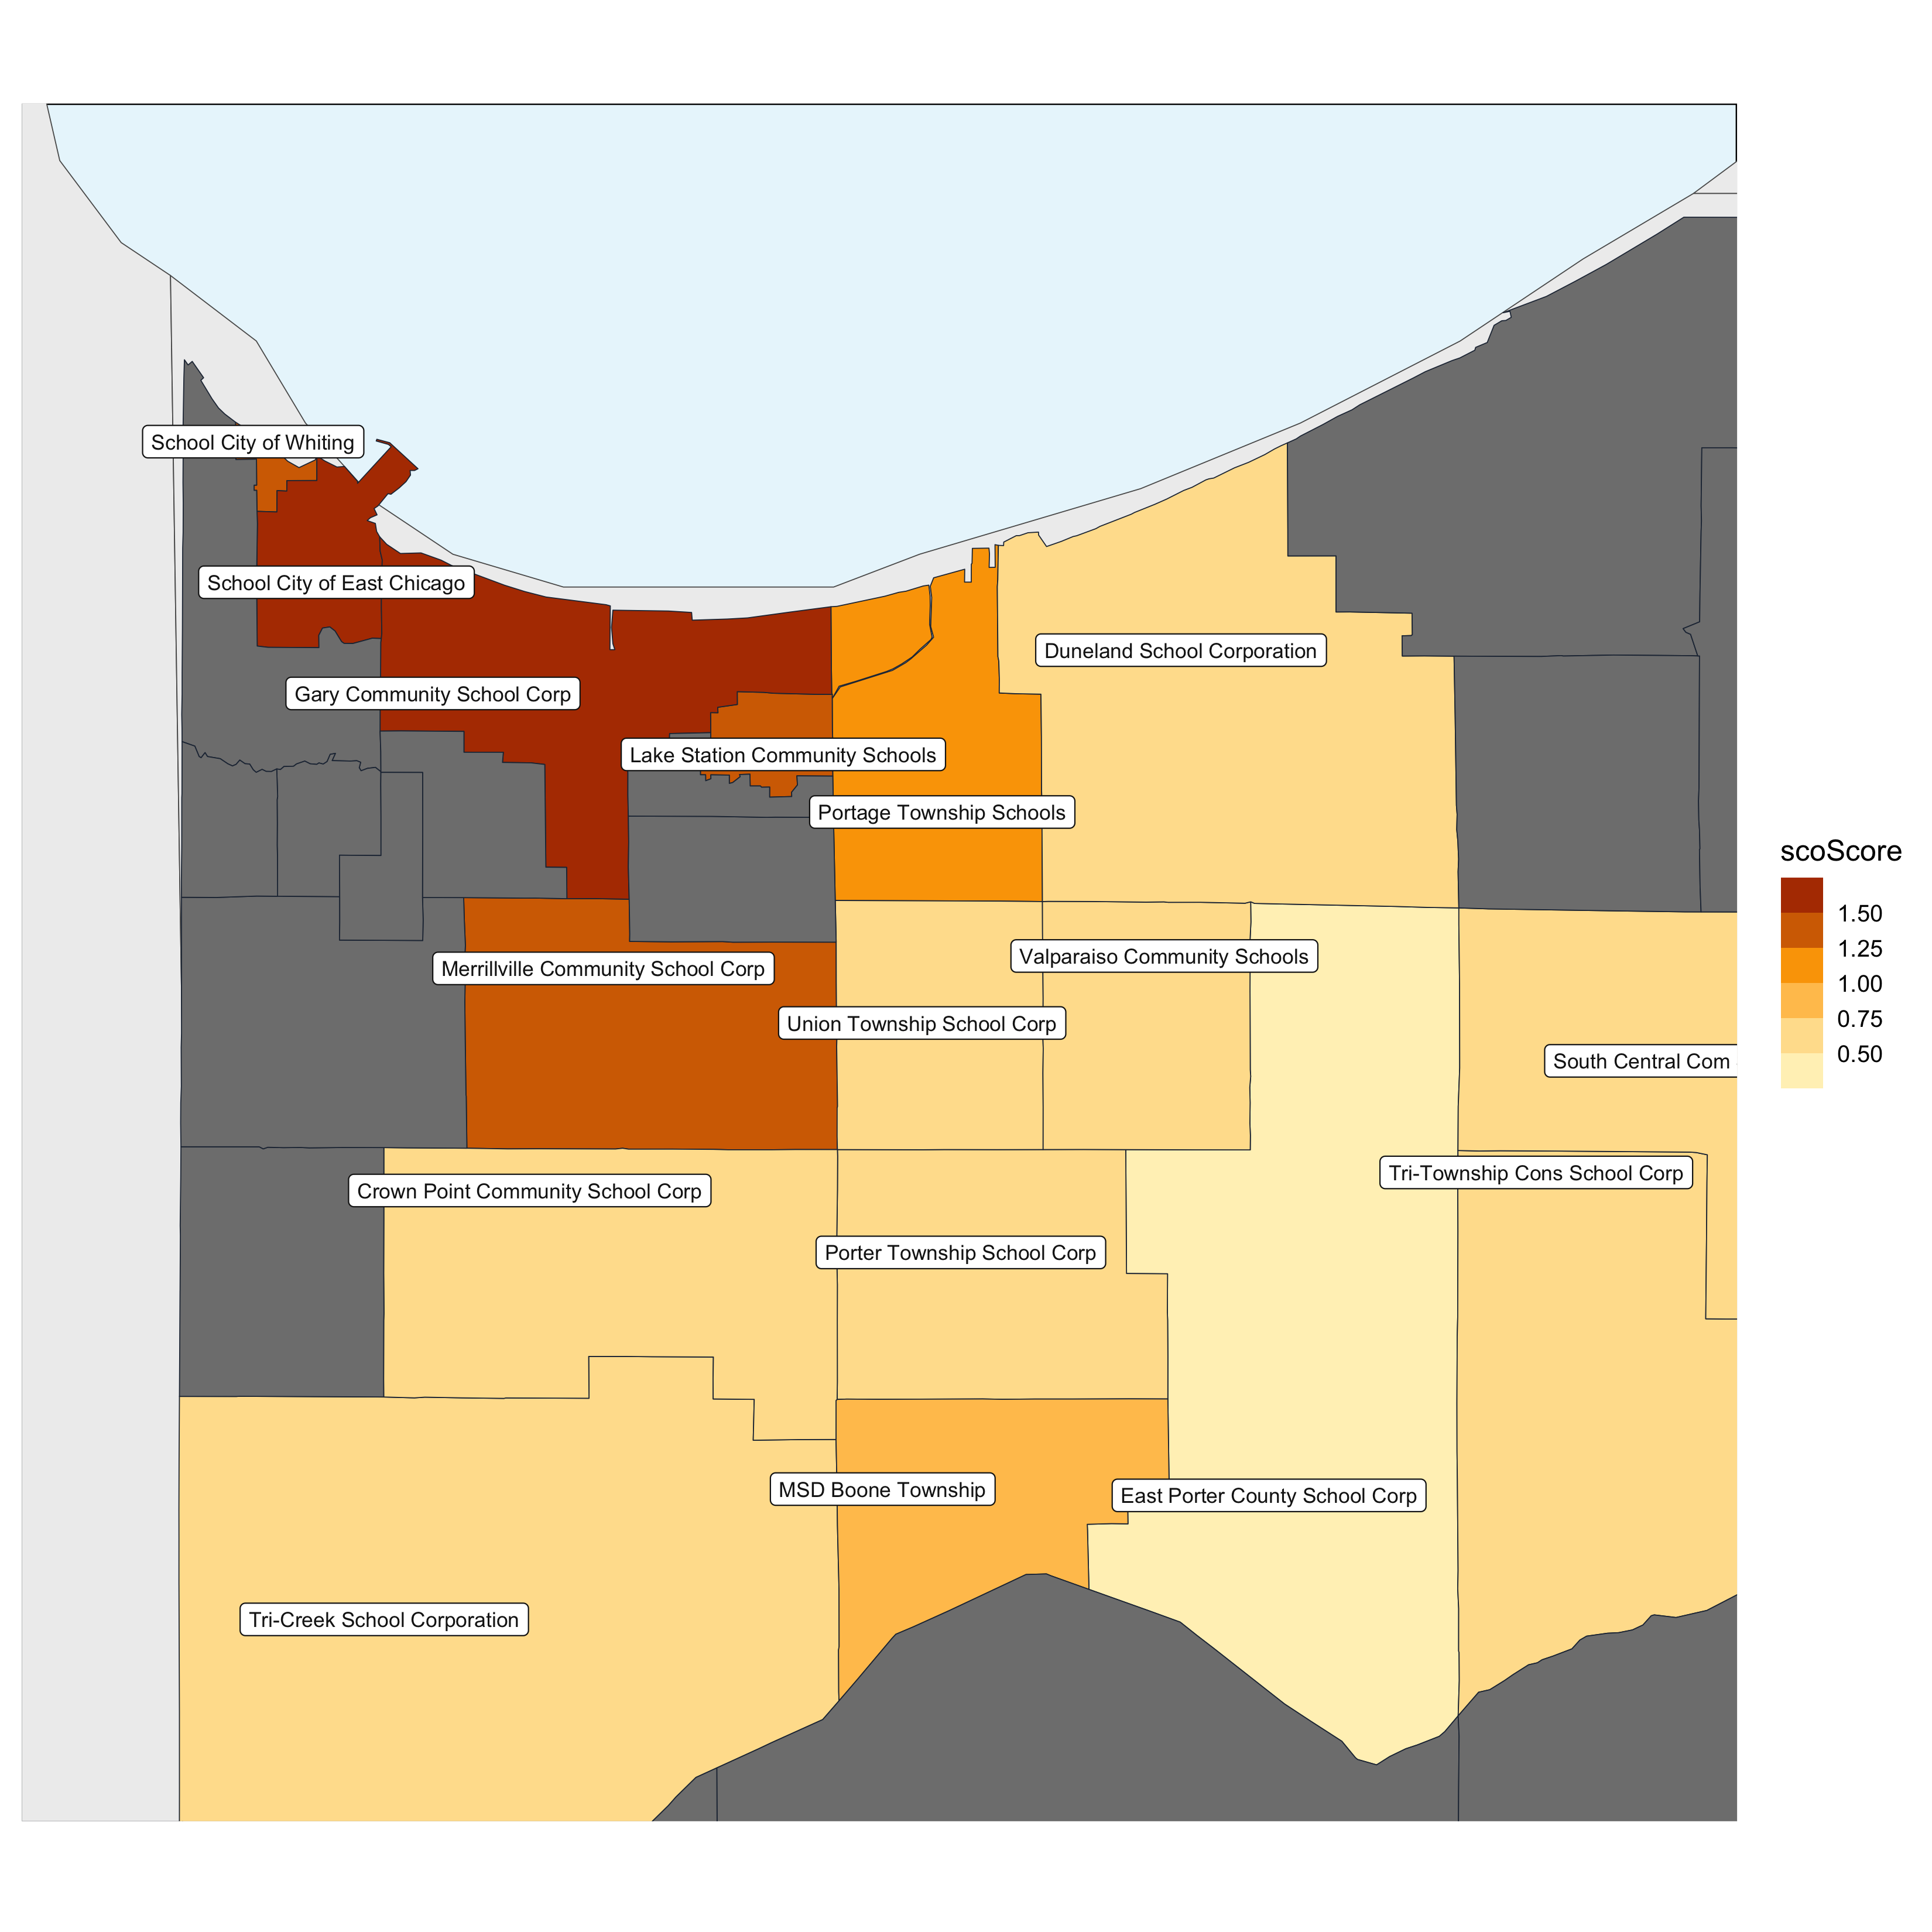 School City of Whiting
School City of East Chicago
Duneland School Corporation
Gary Community School Corp
Lake Station Community Schools
Portage Township Schools
scoScore
1.50
1.25
1.00
0.75
0.50
Valparaiso Community Schools
Merrillville Community School Corp
Union Township School Corp
South Central Com
Tri-Township Cons School Corp
Crown Point Community School Corp
Porter Township School Corp
MSD Boone Township
East Porter County School Corp
Tri-Creek School Corporation